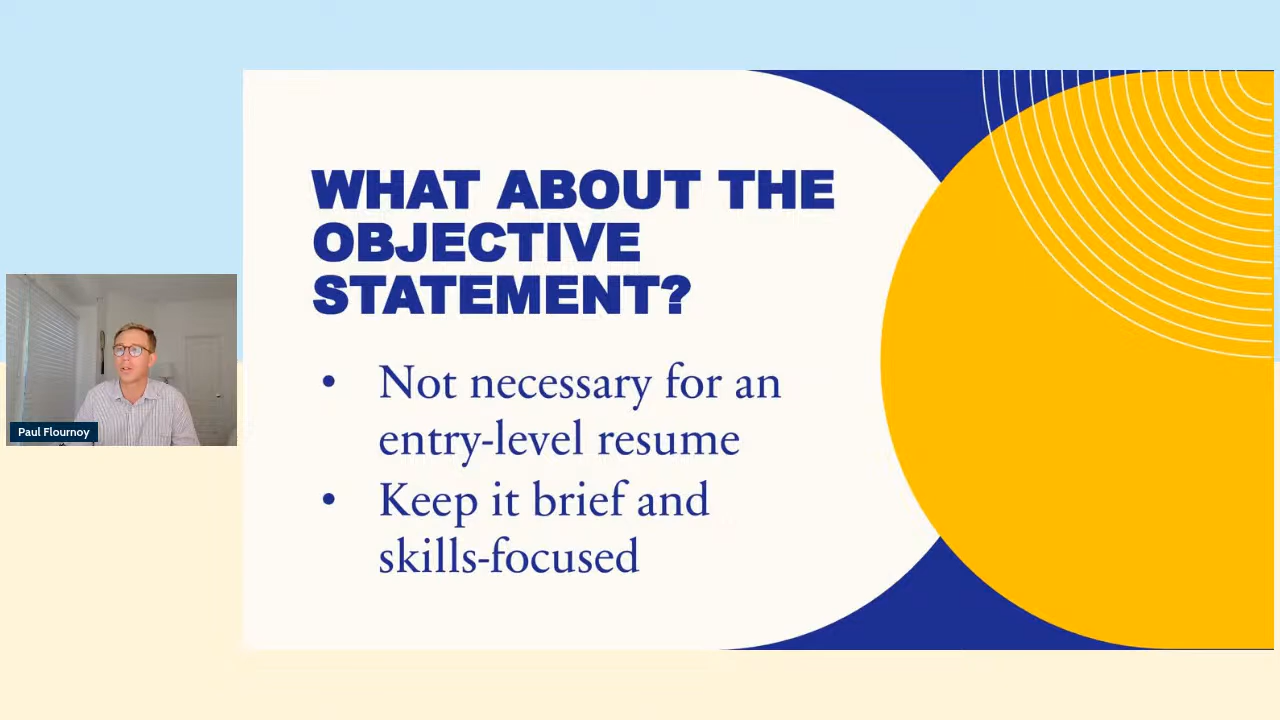 WHAT ABOUT THE
OBJECTIVE
STATEMENT?
• Not necessary for an
entry-level resume
• Keep it brief and
skills-focused
Paul Flournoy